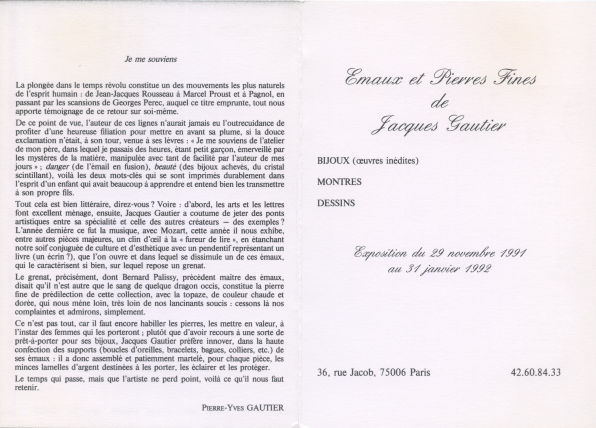 Je me souviens
La plongée dans le temps révolu constitue un des mouvements les plus naturels
de l'esprit humain : de Jean-Jacques Rousseau à Marcel Proust et à Pagnol, en
passant par les scansions de Georges Perec, auquel ce titre emprunte, tout nous
apporte témoignage de ce retour sur soi-même.
De ce point de vue, l'auteur de ces lignes n'aurait jamais eu l'outrecuidance de
profiter d'une heureuse filiation pour mettre en avant sa plume, si la douce
exclamation n'était, à son tour, venue à ses lèvres : « Je me souviens de l'atelier
de mon père, dans lequel je passais des heures, étant petit garçon, émerveillé par
les mystères de la matière, manipulée avec tant de facilité par l'auteur de mes
jours » ; danger (de l'émail en fusion), beauté (des bijoux achevés, du cristal
scintillant), voilà les deux mots-clés qui se sont imprimés durablement dans
l'esprit d'un enfant qui avait beaucoup à apprendre et entend bien les transmettre
à son propre fils.
Tout cela est bien littéraire, direz-vous ? Voire : d'abord, les arts et les lettres
font excellent ménage, ensuite, Jacques Gautier a coutume de jeter des ponts
artistiques entre sa spécialité et celle des autres créateurs — des exemples ?
L'année dernière ce fut la musique, avec Mozart, cette année il nous exhibe,
entre autres pièces majeures, un clin d'œil à la « fureur de lire », en étanchant
notre soif conjuguée de culture et d'esthétique avec un pendentif représentant un
livre (un écrin ?), que l'on ouvre et dans lequel se dissimule un de ces émaux,
qui le caractérisent si bien, sur lequel repose un grenat.
Le grenat, précisément, dont Bernard Palissy, précédent maître des émaux,
disait qu'il n'est autre que le sang de quelque dragon occis, constitue la pierre
fine de prédilection de cette collection, avec la topaze, de couleur chaude et
dorée, qui nous mène loin, très loin de nos lancinants soucis : cessons là nos
complaintes et admirons, simplement.
Ce n'est pas tout, car il faut encore habiller les pierres, les mettre en valeur, à
l'instar des femmes qui les porteront ; plutôt que d'avoir recours à une sorte de
prêt-à-porter pour ses bijoux, Jacques Gautier préfère innover, dans la haute
confection des supports (boucles d'oreilles, bracelets, bagues, colliers, etc.) de
ses émaux : il a donc assemblé et patiemment martelé, pour chaque pièce, les
minces lamelles d'argent destinées à les porter, les éclairer et les protéger.
Le temps qui passe, mais que l'artiste ne perd point, voilà ce qu'il nous faut
retenir.
PIERRE-YVES GAUTIER
Emaux et Pierres Fines
de
Jacques Gautier
BIJOUX (œuvres inédites)
MONTRES
DESSINS
Exposition du 29 novembre 1991
au 31 janvier 1992
36, rue Jacob, 75006 Paris 42.60.84.33